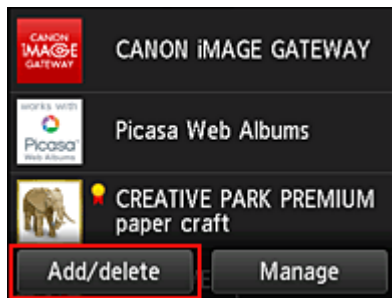 CANON
iMAGE
GATEWAY
CANON iMAGE GATEWAY
works with
Picasa
Web Albums
Picasa Web Albums
CREATIVE PARK PREMIUM
paper craft
Add/delete
Manage